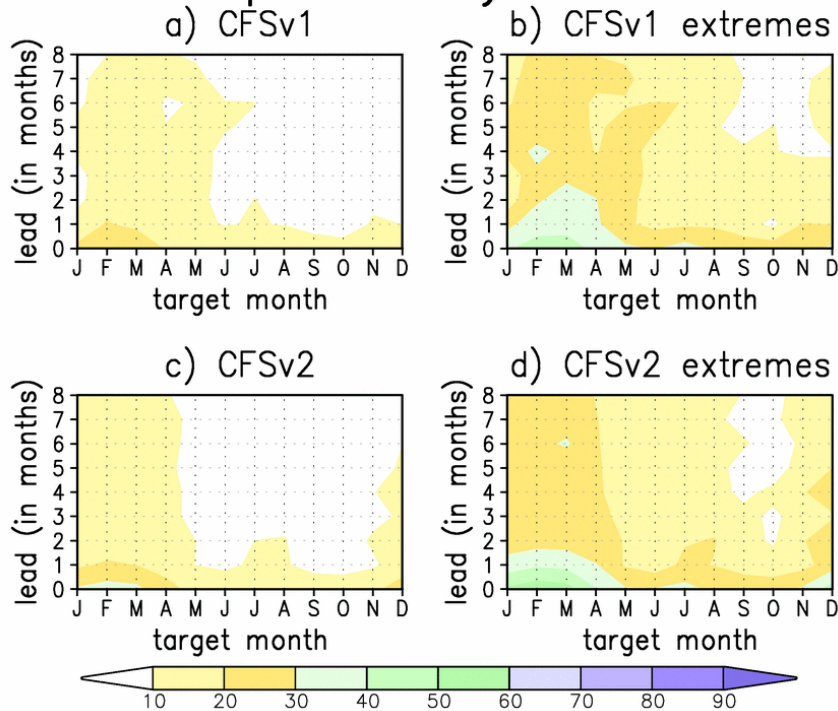 a) CFSv1
b) CFSv1 extremes
8
7
6
5
4
3
2
1
0
lead (in months)
J F M A M J J A S O N D
target month
8
7
6
5
4
3
2
1
0
lead (in months)
J F M A M J J A S O N D
target month
c) CFSv2
d) CFSv2 extremes
8
7
6
5
4
3
2
1
0
lead (in months)
J F M A M J J A S O N D
target month
8
7
6
5
4
3
2
1
0
lead (in months)
J F M A M J J A S O N D
target month
10 20 30 40 50 60 70 80 90